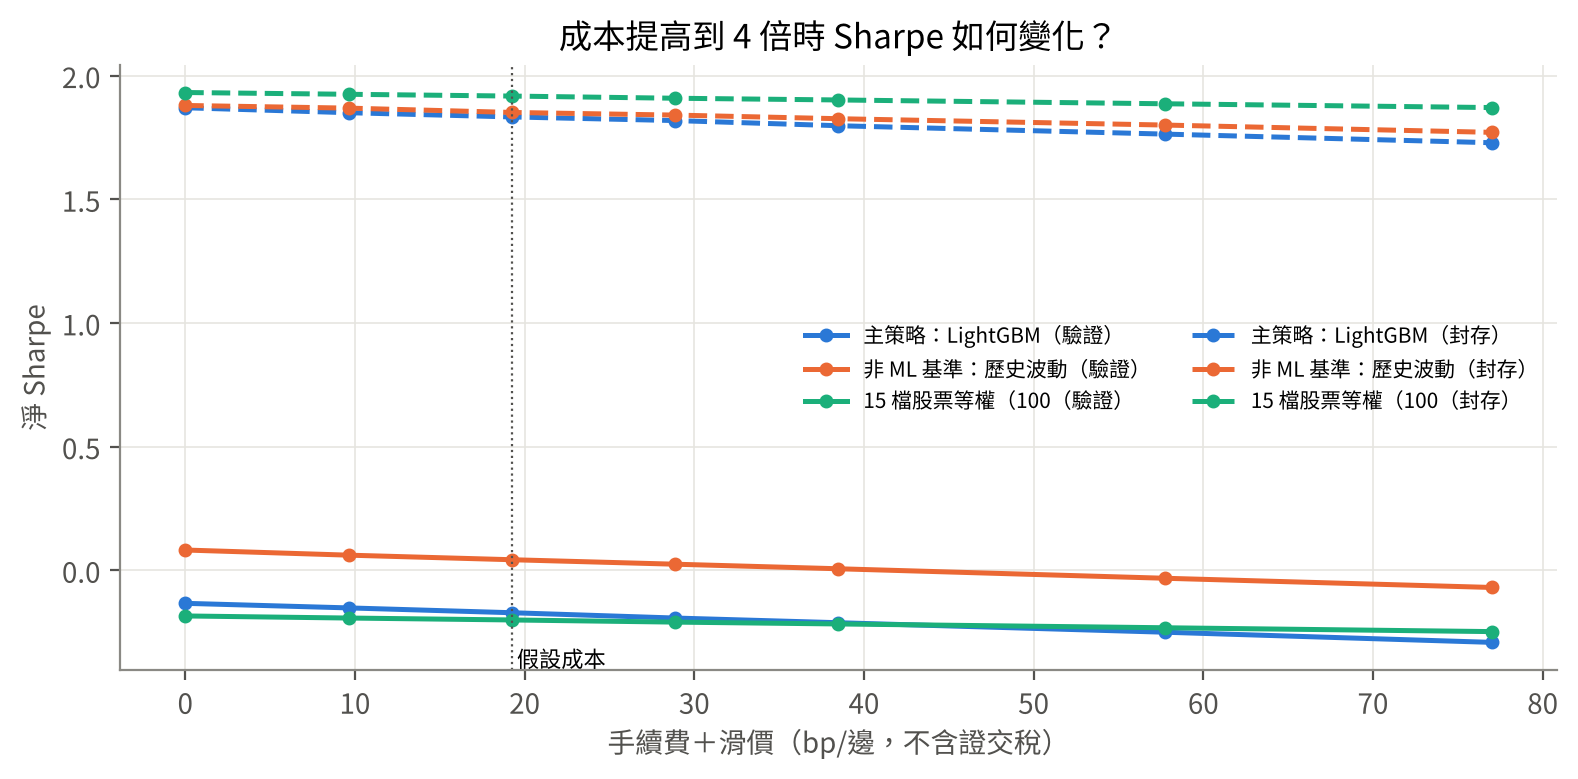 成本提高到 4 倍時 Sharpe 如何變化？
淨 Sharpe
2.0
1.5
1.0
0.5
0.0
主策略：LightGBM（驗證）
非 ML 基準：歷史波動（驗證）
15 檔股票等權（100（驗證）
主策略：LightGBM（封存）
非 ML 基準：歷史波動（封存）
15 檔股票等權（100（封存）
假設成本
0 10 20 30 40 50 60 70 80
手續費＋滑價（bp/邊，不含證交稅）